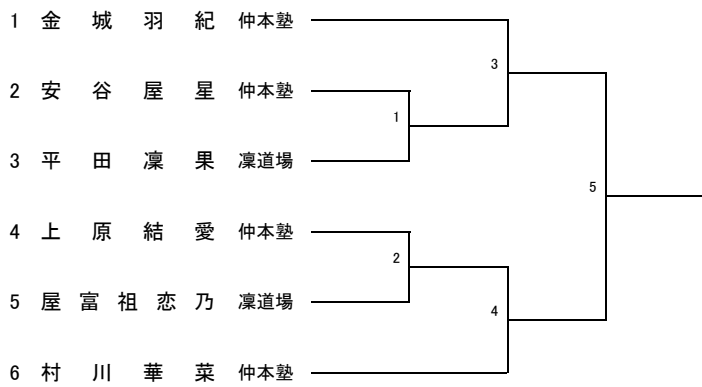 1 金城羽紀 仲本塾
3
2 安谷屋星 仲本塾
1
3 平田凜果 凜道場
5
4 上原結愛 仲本塾
2
5 屋富祖恋乃 凜道場
4
6 村川華菜 仲本塾